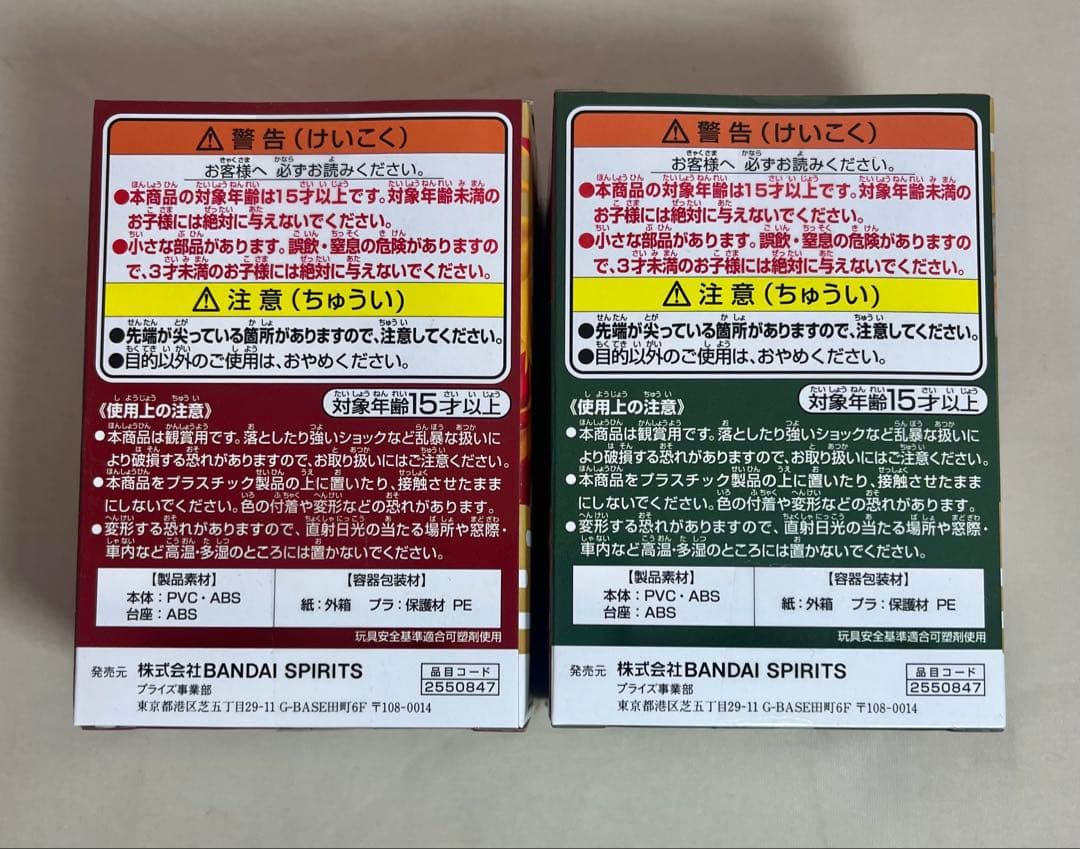 警告(けいこく)
お客様へ 必ずお読みください。
●本商品の対象年齢は15才以上です。対象年齢未満の
お子様には絶対に与えないでください。
●小さな部品があります。誤飲・窒息の危険がありますの
で、3才未満のお子様には絶対に与えないでください。
注意(ちゅうい)
●先端が尖っている箇所がありますので、注意してください。
●目的以外のご使用は、おやめください。
《使用上の注意》 対象年齢15才以上
●本商品は観賞用です。落としたり強いショックなど乱暴な扱いに
より破損する恐れがありますので、お取り扱いにはご注意ください。
●本商品をプラスチック製品の上に置いたり、接触させたまま
にしないでください。色の付着や変形などの恐れがあります。
●変形する恐れがありますので、直射日光の当たる場所や窓際・
車内など高温・多湿のところには置かないでください。
【製品素材】
本体:PVC・ABS
台座:ABS
【容器包装材】
紙:外箱 プラ:保護材 PE
玩具安全基準適合可塑剤使用
発売元 株式会社BANDAI SPIRITS
プライズ事業部
東京都港区芝五丁目29-11 G-BASE田町6F 〒108-0014
品目コード
2550847
警告(けいこく)
お客様へ 必ずお読みください。
●本商品の対象年齢は15才以上です。対象年齢未満の
お子様には絶対に与えないでください。
●小さな部品があります。誤飲・窒息の危険がありますの
で、3才未満のお子様には絶対に与えないでください。
注意(ちゅうい)
●先端が尖っている箇所がありますので、注意してください。
●目的以外のご使用は、おやめください。
《使用上の注意》 対象年齢15才以上
●本商品は観賞用です。落としたり強いショックなど乱暴な扱いに
より破損する恐れがありますので、お取り扱いにはご注意ください。
●本商品をプラスチック製品の上に置いたり、接触させたまま
にしないでください。色の付着や変形などの恐れがあります。
●変形する恐れがありますので、直射日光の当たる場所や窓際・
車内など高温・多湿のところには置かないでください。
【製品素材】
本体:PVC・ABS
台座:ABS
【容器包装材】
紙:外箱 プラ:保護材 PE
玩具安全基準適合可塑剤使用
発売元 株式会社BANDAI SPIRITS
プライズ事業部
東京都港区芝五丁目29-11 G-BASE田町6F 〒108-0014
品目コード
2550847